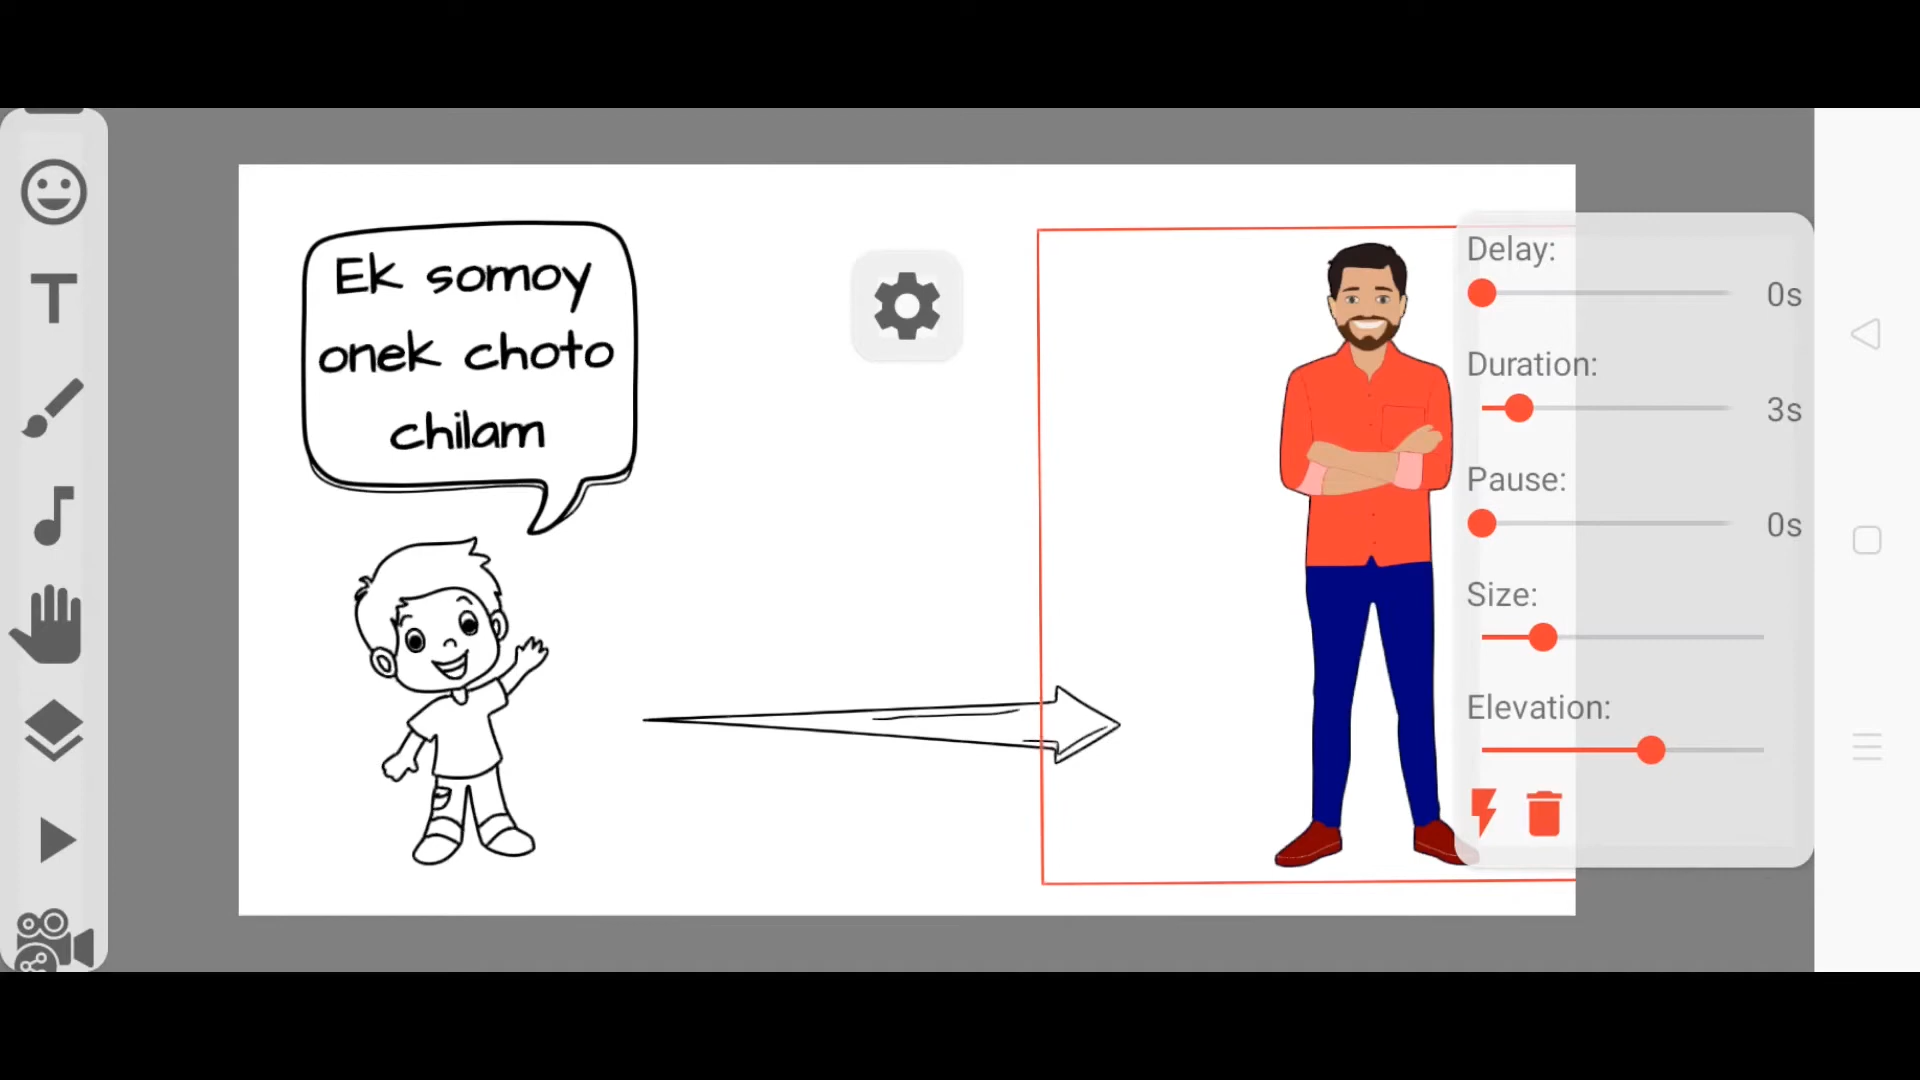 Ek somoy
onek choto
chilam
Delay:
0s
Duration:
3s
Pause:
0s
Size:
Elevation: